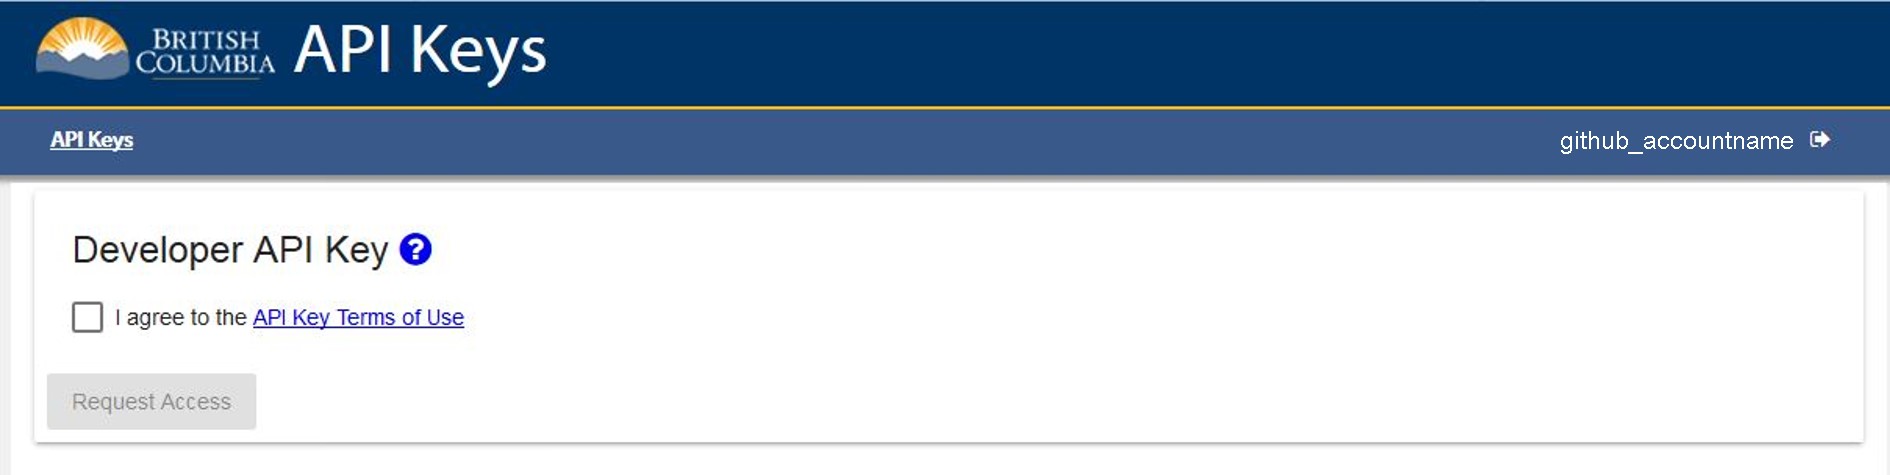 BRITISH
COLUMBIA
API Keys
API Keys
github_accountname
Developer API Key ?
I agree to the API Key Terms of Use
Request Access